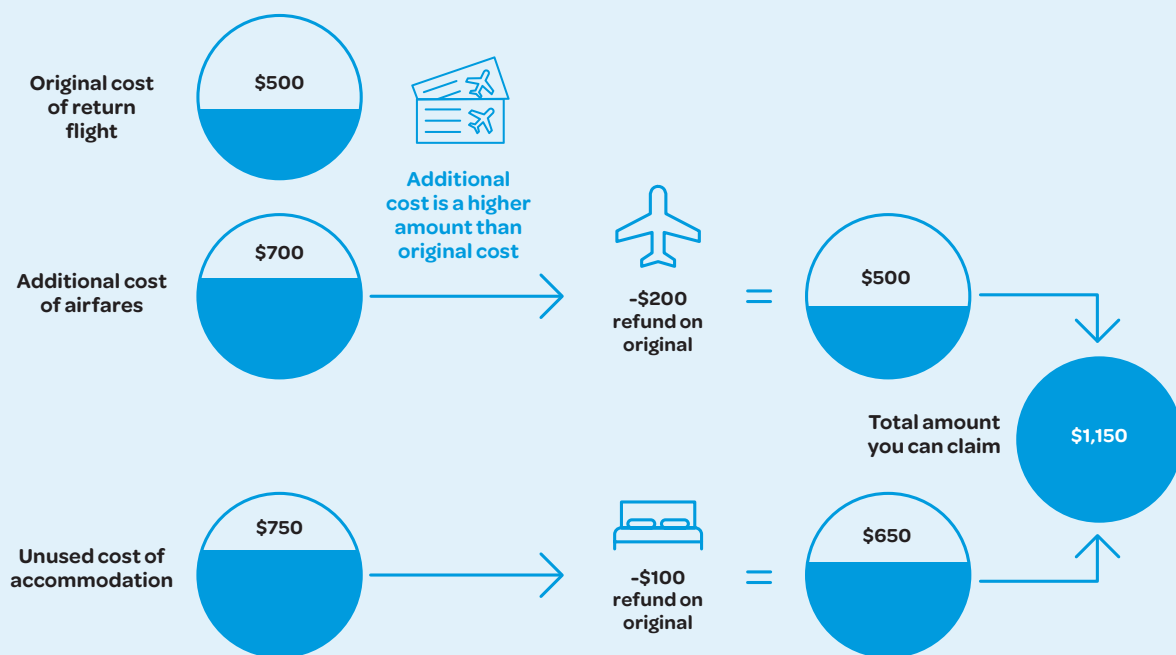 Original cost
of return
flight
$500
Additional
cost is a higher
amount than
original cost
Additional cost
of airfares
$700
-$200
refund on
original
=
$500
Total amount
you can claim
$1,150
Unused cost of
accommodation
$750
-$100
refund on
original
=
$650